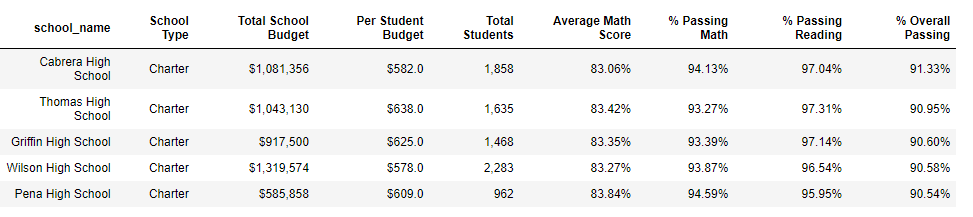 school_name School Type Total School Budget Per Student Budget Total Students Average Math Score % Passing Math % Passing Reading % Overall Passing
Cabrera High School Charter $1,081,356 $582.0 1,858 83.06% 94.13% 97.04% 91.33%
Thomas High School Charter $1,043,130 $638.0 1,635 83.42% 93.27% 97.31% 90.95%
Griffin High School Charter $917,500 $625.0 1,468 83.35% 93.39% 97.14% 90.60%
Wilson High School Charter $1,319,574 $578.0 2,283 83.27% 93.87% 96.54% 90.58%
Pena High School Charter $585,858 $609.0 962 83.84% 94.59% 95.95% 90.54%